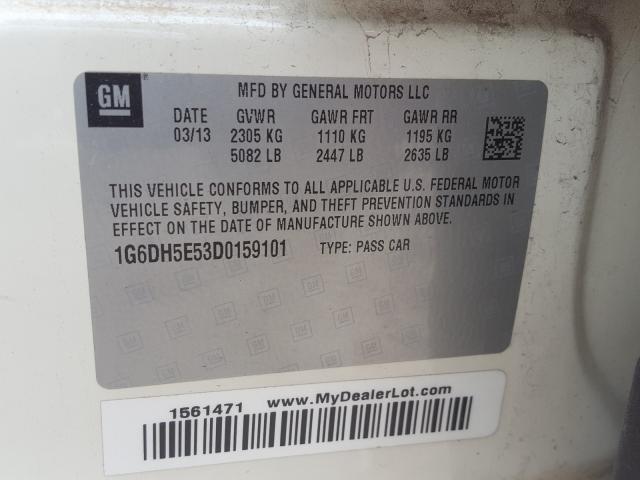 GM
MFD BY GENERAL MOTORS LLC
DATE GVWR GAWR FRT GAWR RR
03/13 2305 KG 1110 KG 1195 KG
5082 LB 2447 LB 2635 LB
THIS VEHICLE CONFORMS TO ALL APPLICABLE U.S. FEDERAL MOTOR
VEHICLE SAFETY, BUMPER, AND THEFT PREVENTION STANDARDS IN
EFFECT ON THE DATE OF MANUFACTURE SHOWN ABOVE.
1G6DH5E53D0159101 TYPE: PASS CAR
1561471 www.MyDealerLot.com